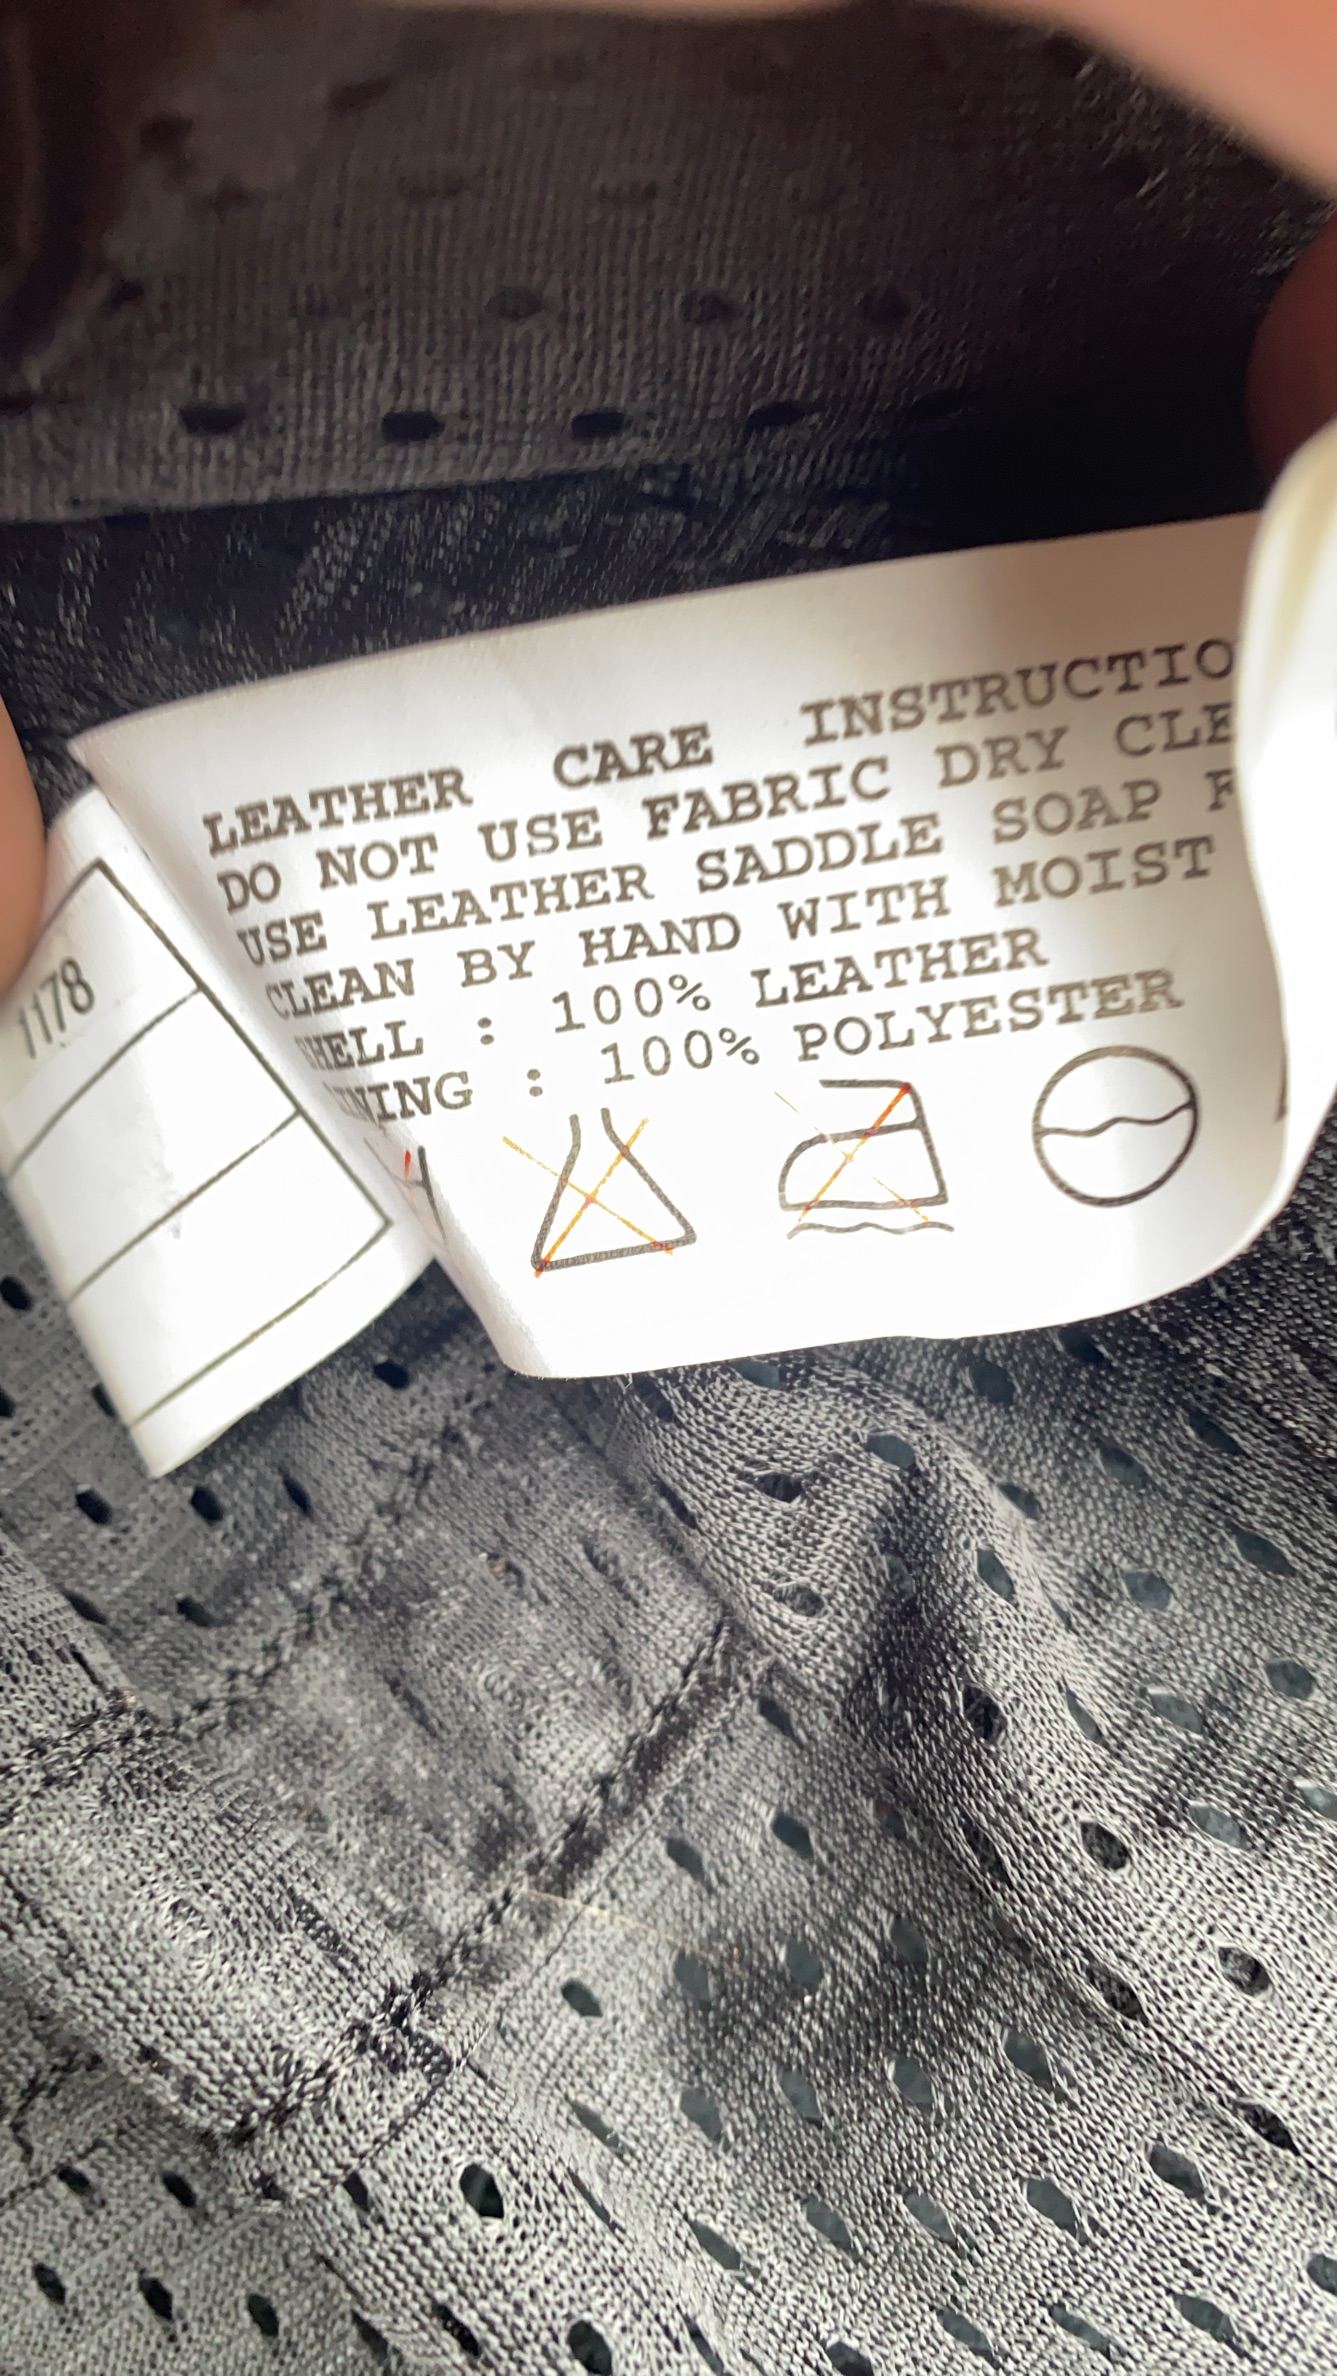 LEATHER CARE INSTRUCTIO
DO NOT USE FABRIC DRY CLE
USE LEATHER SADDLE SOAP F
CLEAN BY HAND WITH MOIST
HELL : 100% LEATHER
NING : 100% POLYESTER
1178